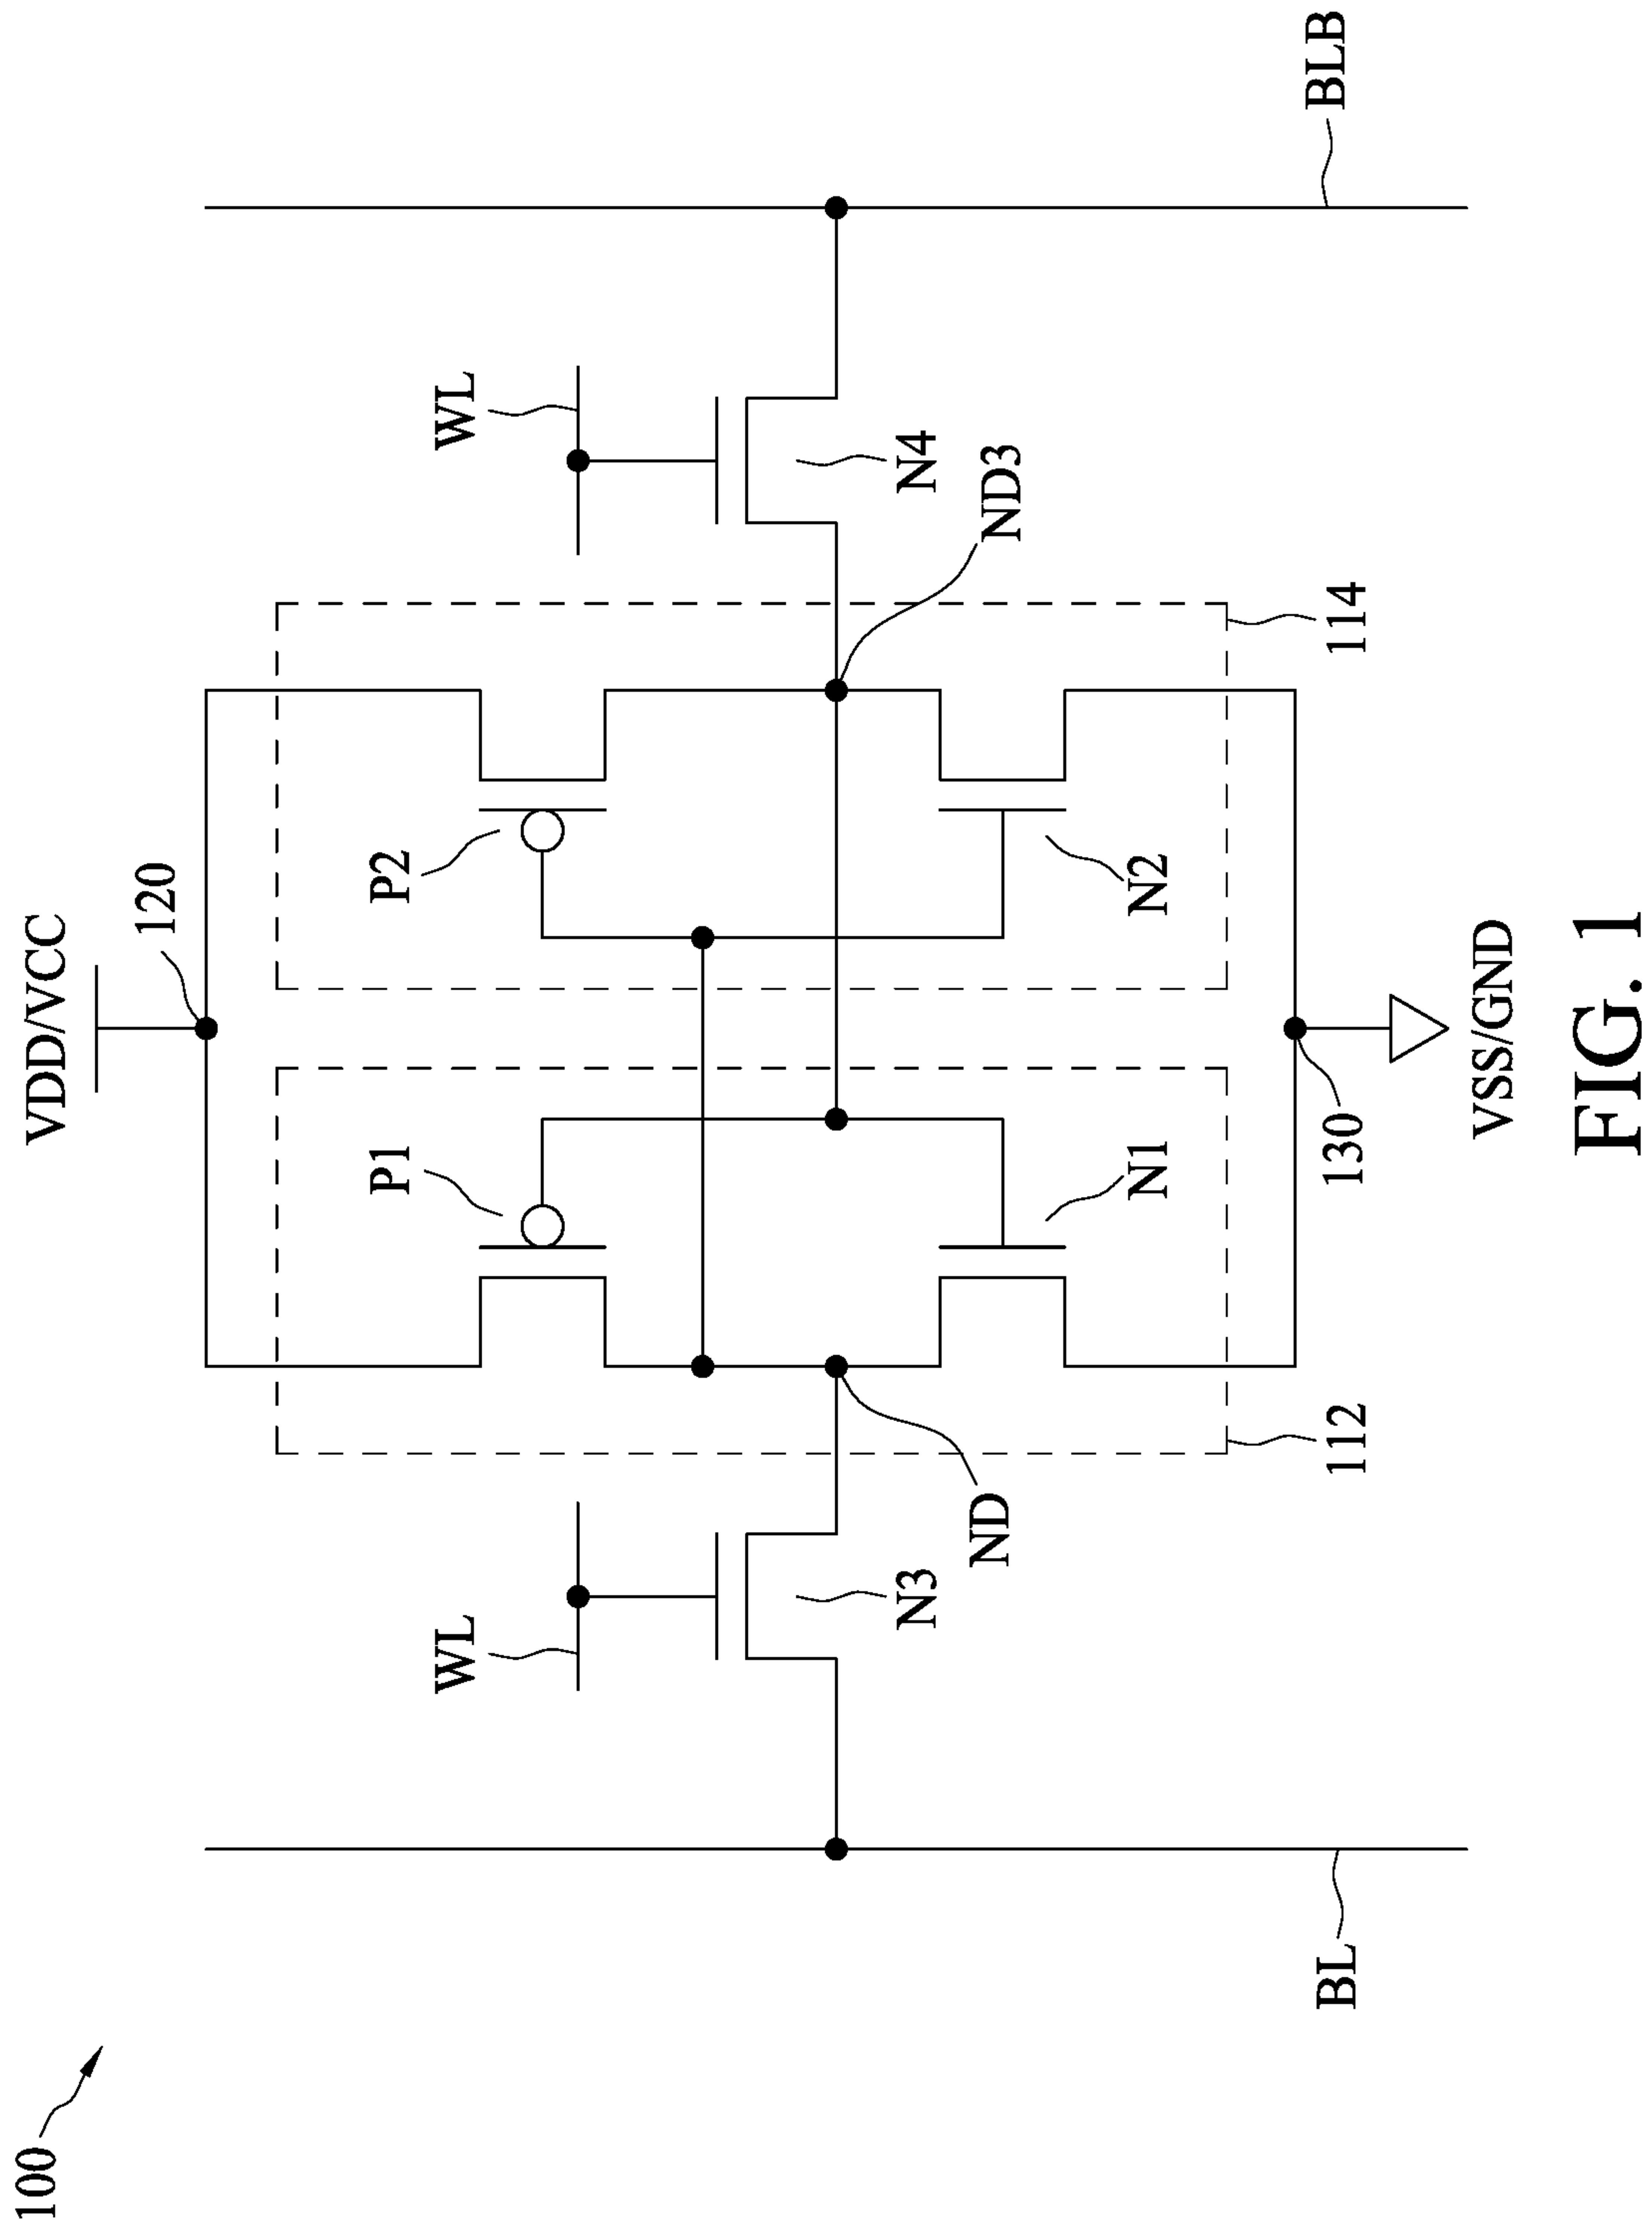 100
VDD/VCC
120
P1
P2
WL
WL
N3
N4
ND
ND3
N1
N2
112
114
130
BL
BLB
VSS/GND
FIG. 1